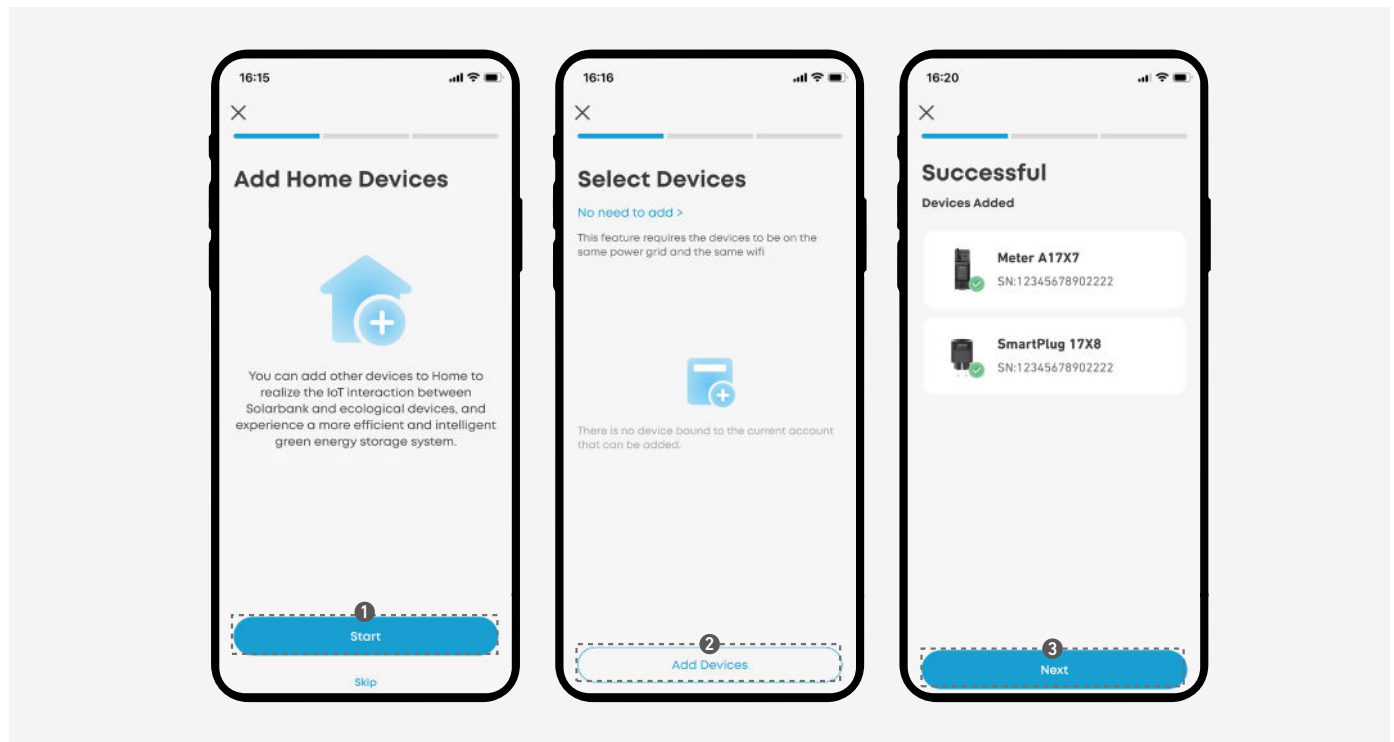 16:15
Add Home Devices
You can add other devices to Home to
realize the IoT interaction between
Solarbank and ecological devices, and
experience a more efficient and intelligent
green energy storage system.
1
Start
Skip
16:16
Select Devices
No need to add >
This feature requires the devices to be on the
same power grid and the same wifi
There is no device bound to the current account
that can be added.
2
Add Devices
16:20
Successful
Devices Added
Meter A17X7
SN:12345678902222
SmartPlug 17X8
SN:12345678902222
3
Next